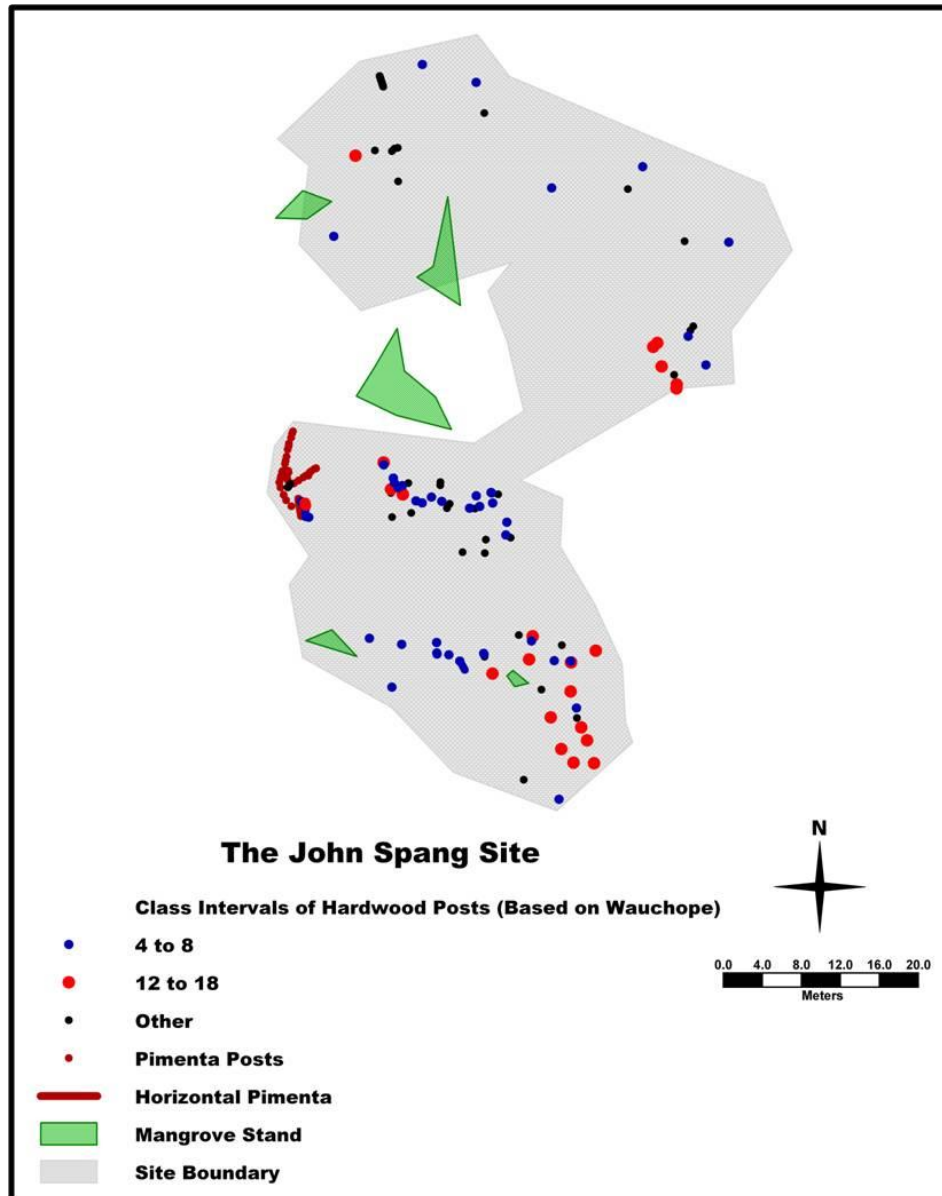 The John Spang Site
N
Class Intervals of Hardwood Posts (Based on Wauchope)
4 to 8
12 to 18
0.0 4.0 8.0 12.0 16.0 20.0
Meters
Other
Pimenta Posts
Horizontal Pimenta
Mangrove Stand
Site Boundary